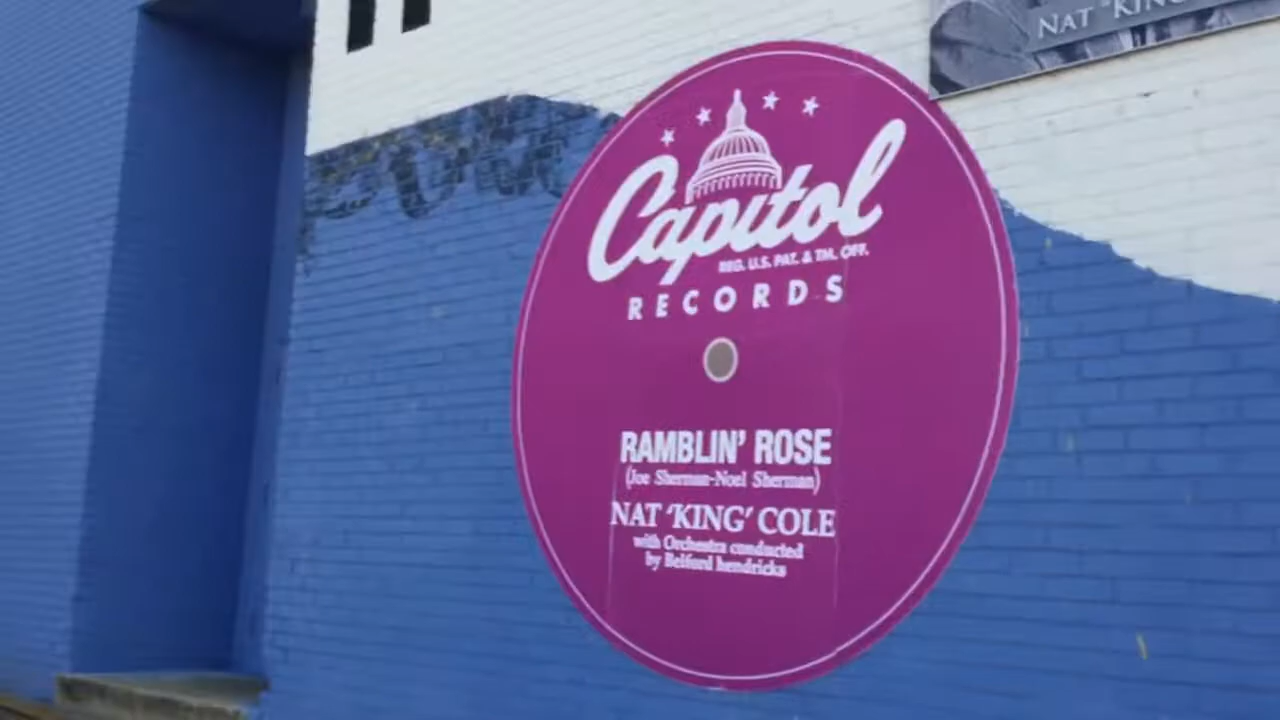 NAT "KING
Capitol
REG. U.S. PAT. & TM. OFF.
RECORDS
RAMBLIN' ROSE
(Joe Sherman-Noel Sherman)
NAT 'KING' COLE
with Orchestra conducted
by Belford hendricks